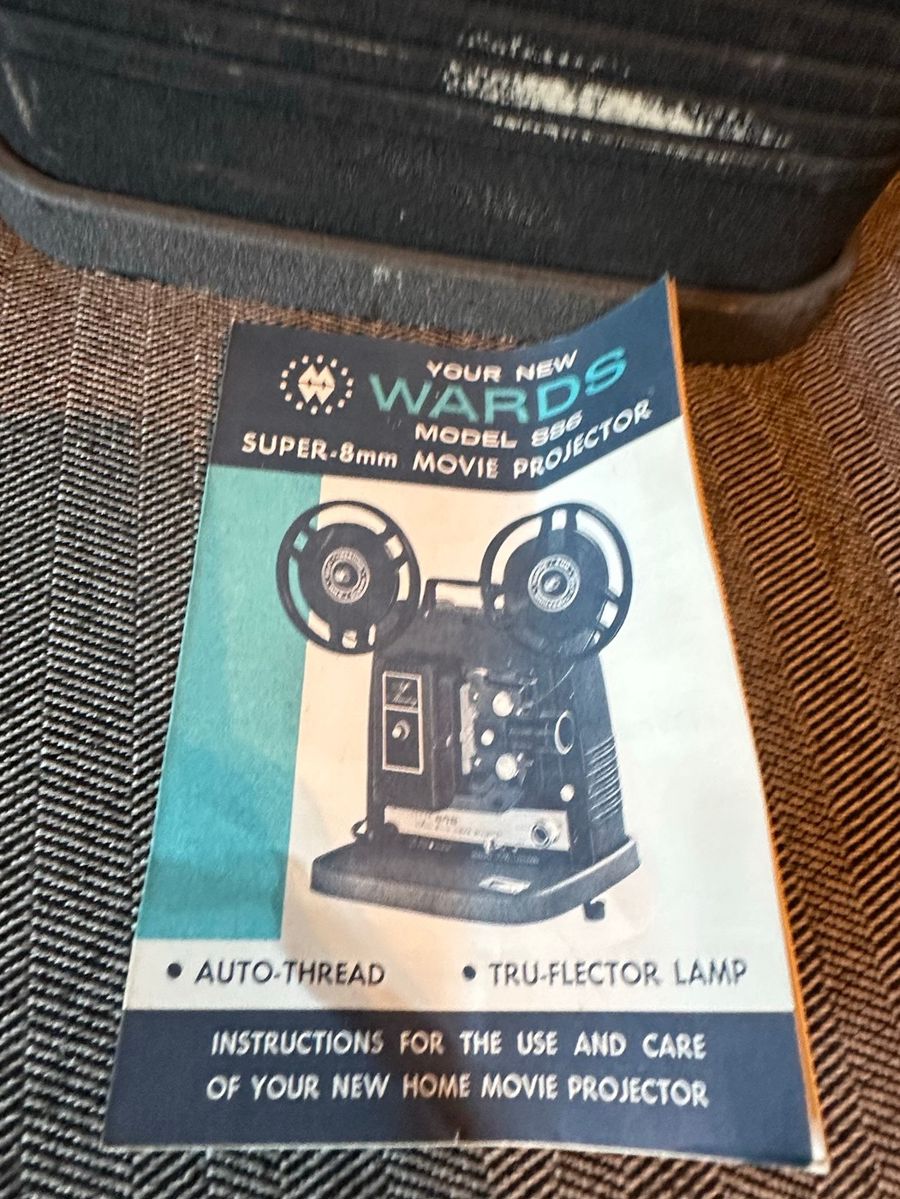 YOUR NEW
WARDS
MODEL 886
SUPER-8mm MOVIE PROJECTOR
• AUTO-THREAD
• TRU-FLECTOR LAMP
INSTRUCTIONS FOR THE USE AND CARE
OF YOUR NEW HOME MOVIE PROJECTOR